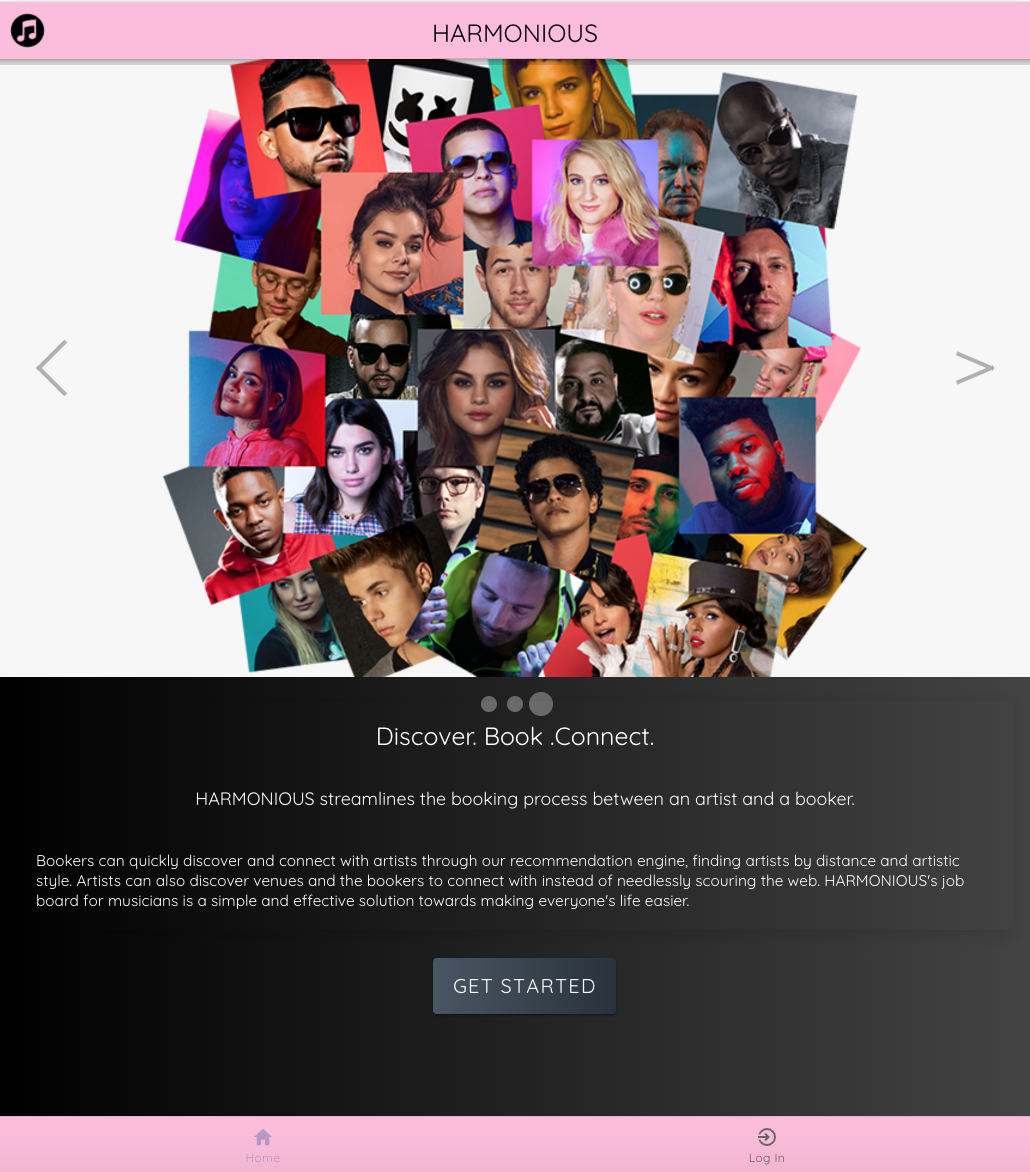 HARMONIOUS
Discover. Book .Connect.
HARMONIOUS streamlines the booking process between an artist and a booker.
Bookers can quickly discover and connect with artists through our recommendation engine, finding artists by distance and artistic
style. Artists can also discover venues and the bookers to connect with instead of needlessly scouring the web. HARMONIOUS's job
board for musicians is a simple and effective solution towards making everyone's life easier.
GET STARTED
Home
Log In